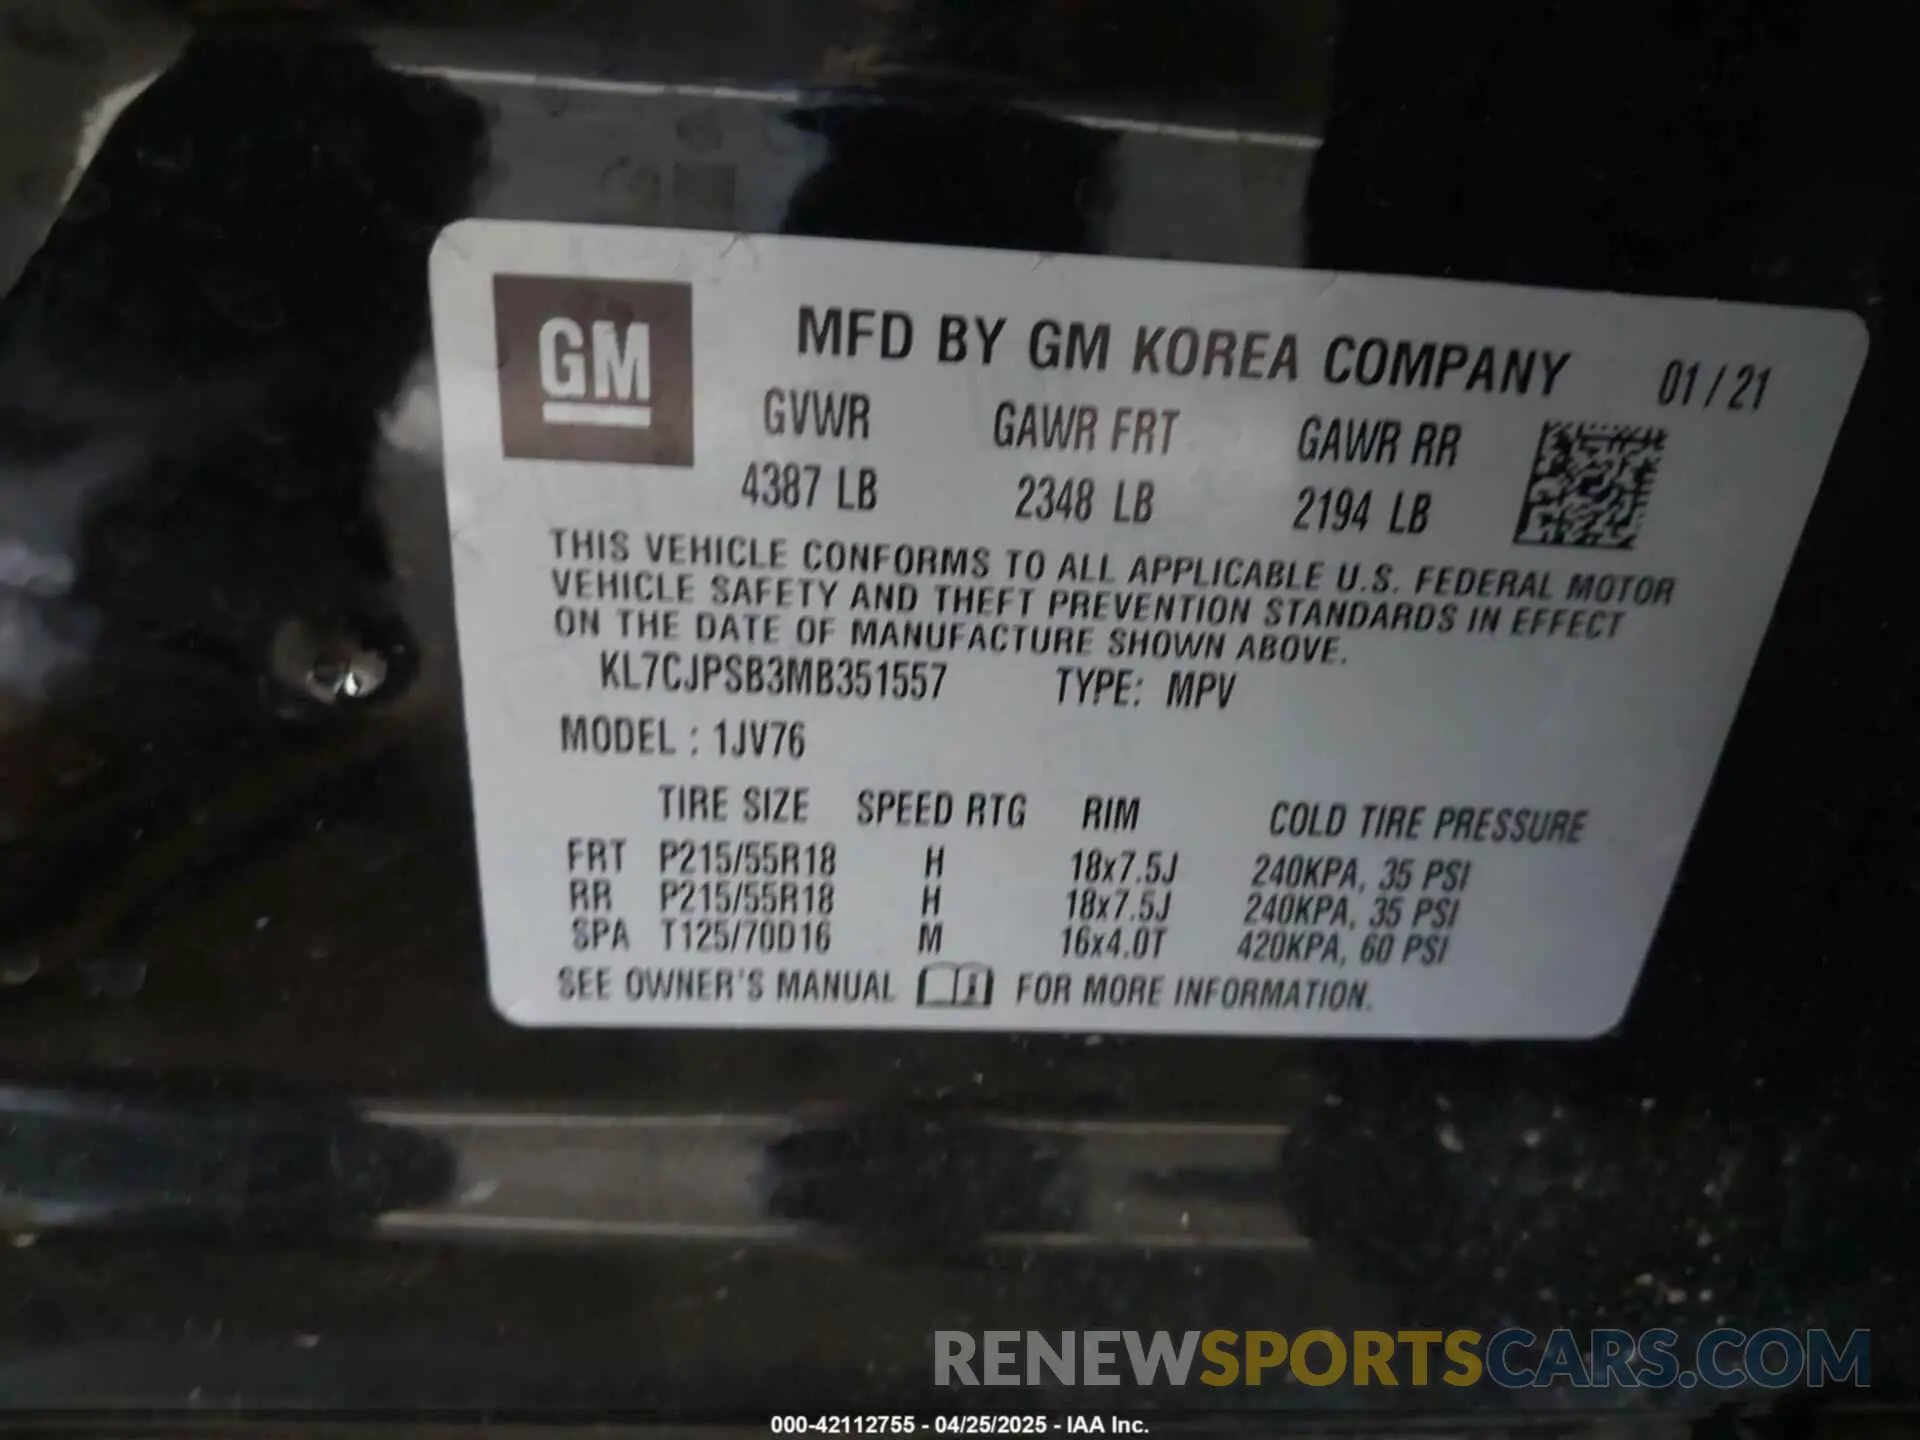 GM
MFD BY GM KOREA COMPANY 01/21
GVWR GAWR FRT GAWR RR
4387 LB 2348 LB 2194 LB
THIS VEHICLE CONFORMS TO ALL APPLICABLE U.S. FEDERAL MOTOR
VEHICLE SAFETY AND THEFT PREVENTION STANDARDS IN EFFECT
ON THE DATE OF MANUFACTURE SHOWN ABOVE.
KL7CJPSB3MB351557 TYPE: MPV
MODEL : 1JV76
TIRE SIZE SPEED RTG RIM COLD TIRE PRESSURE
FRT P215/55R18 H 18x7.5J 240KPA, 35 PSI
RR P215/55R18 H 18x7.5J 240KPA, 35 PSI
SPA T125/70D16 M 16x4.0T 420KPA, 60 PSI
SEE OWNER'S MANUAL FOR MORE INFORMATION.
RENEWSPORTSCARS.COM
000-42112755 - 04/25/2025 - IAA Inc.